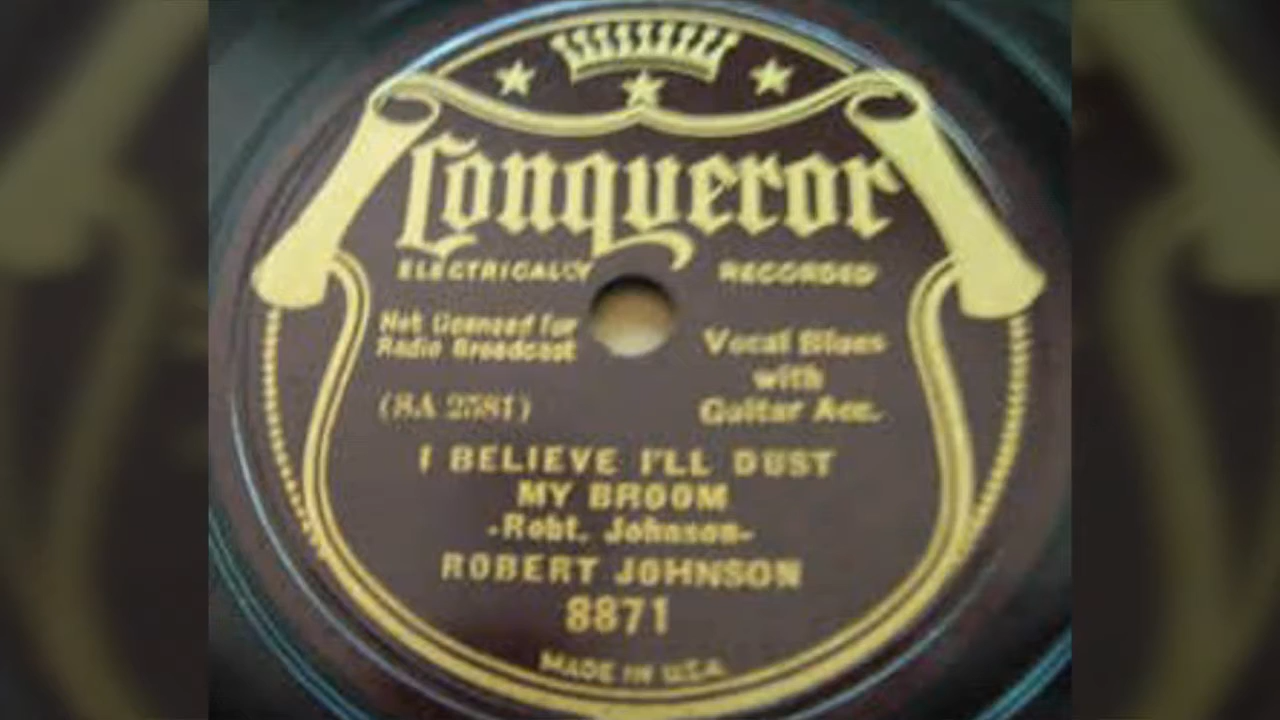 Conqueror
ELECTRICALLY RECORDED
Not Licensed for
Radio Broadcast
Vocal Blues
with
Guitar Acc.
(SA 2581)
I BELIEVE I'LL DUST
MY BROOM
-Robt. Johnson-
ROBERT JOHNSON
8871
MADE IN U.S.A.